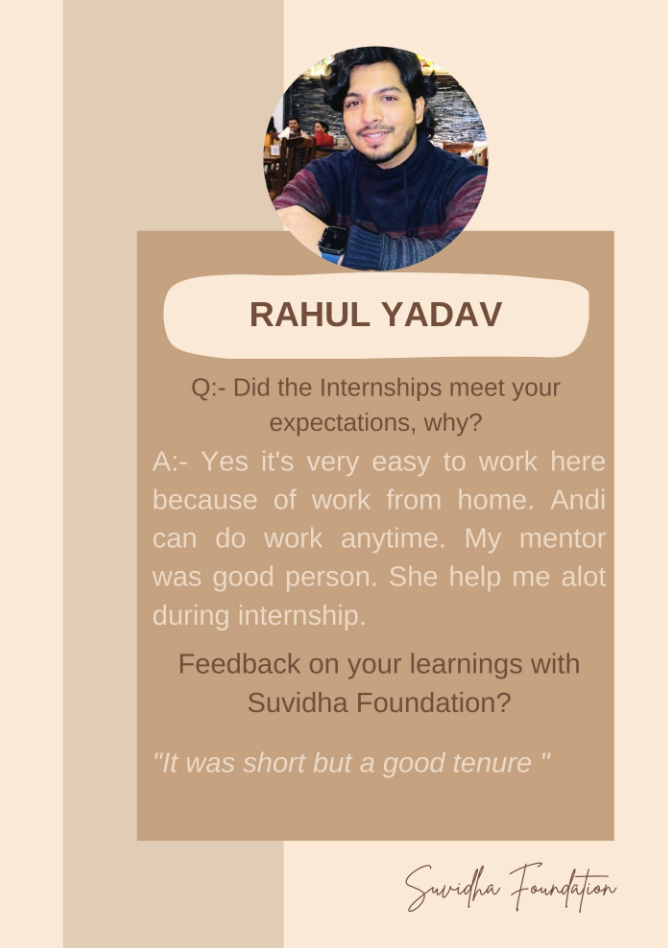 RAHUL YADAV
Q:- Did the Internships meet your
expectations, why?
A:- Yes it's very easy to work here
because of work from home. Andi
can do work anytime. My mentor
was good person. She help me alot
during internship.
Feedback on your learnings with
Suvidha Foundation?
"It was short but a good tenure "
Suvidha Foundation